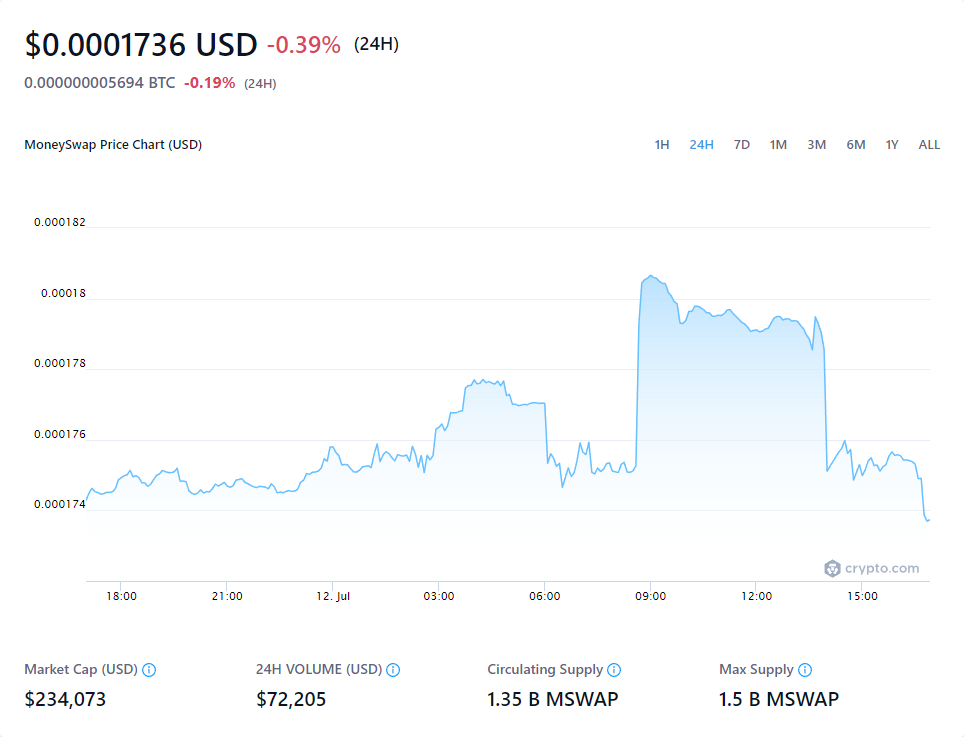 $0.0001736 USD -0.39% (24H)
0.000000005694 BTC -0.19% (24H)
MoneySwap Price Chart (USD) 1H 24H 7D 1M 3M 6M 1Y ALL
0.000182
0.00018
0.000178
0.000176
0.000174
crypto.com
18:00 21:00 12. Jul 03:00 06:00 09:00 12:00 15:00
Market Cap (USD) 24H VOLUME (USD) Circulating Supply Max Supply
$234,073 $72,205 1.35 B MSWAP 1.5 B MSWAP